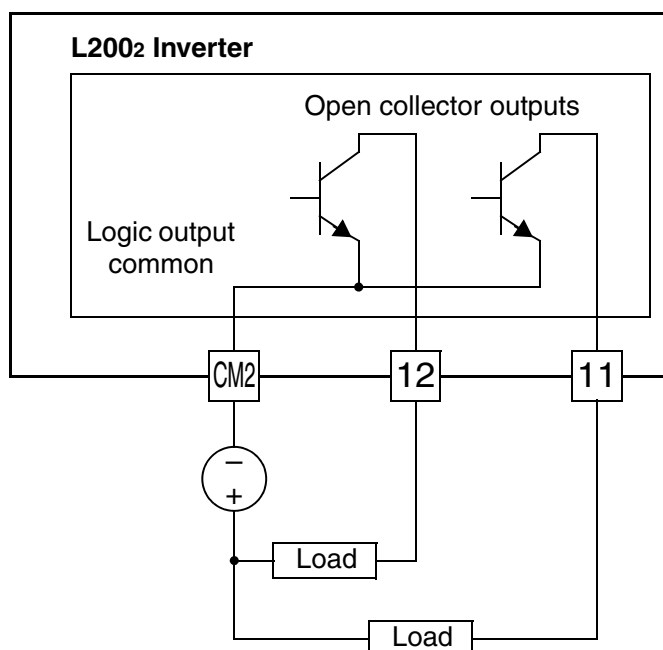 L2002 Inverter
Open collector outputs
Logic output
common
CM2
12
11
−
+
Load
Load